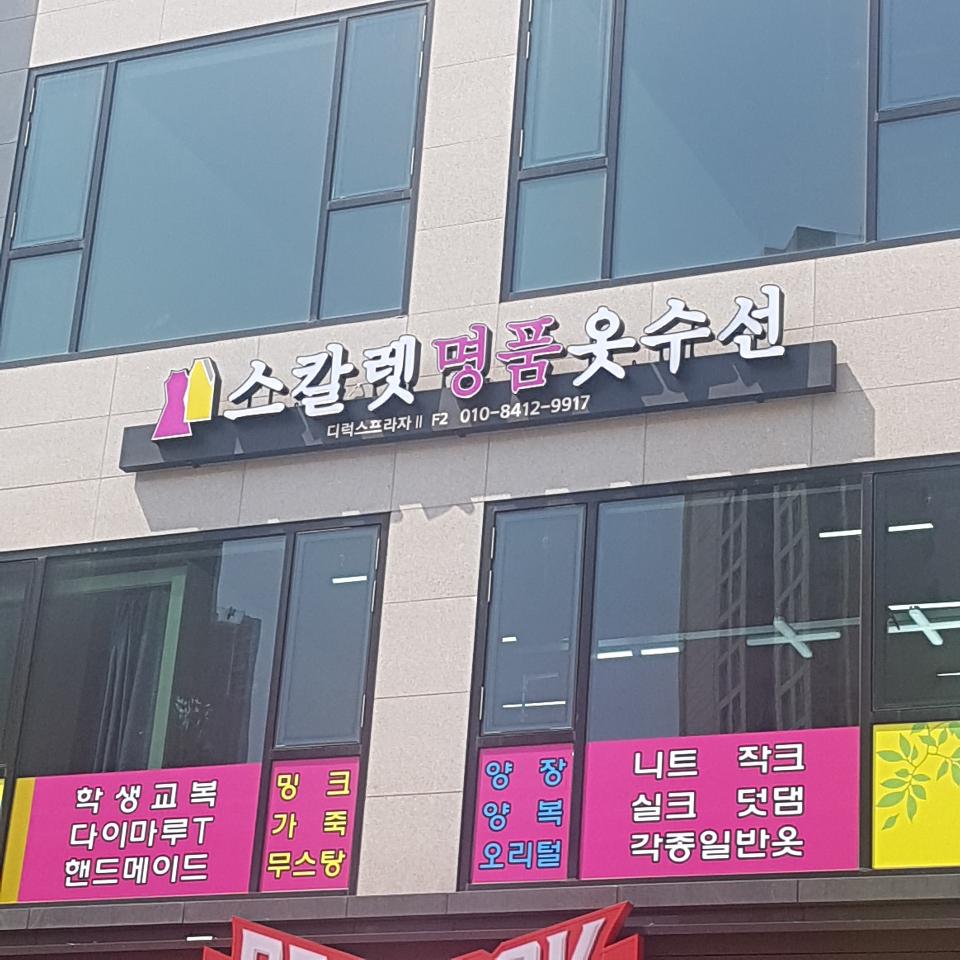 스칼렛명품옷수선
디럭스프라자Ⅱ F2 010-8412-9917
학생교복
다이마루T
핸드메이드
밍크
가죽
무스탕
양장
양복
오리털
니트 작크
실크 덧댐
각종일반옷